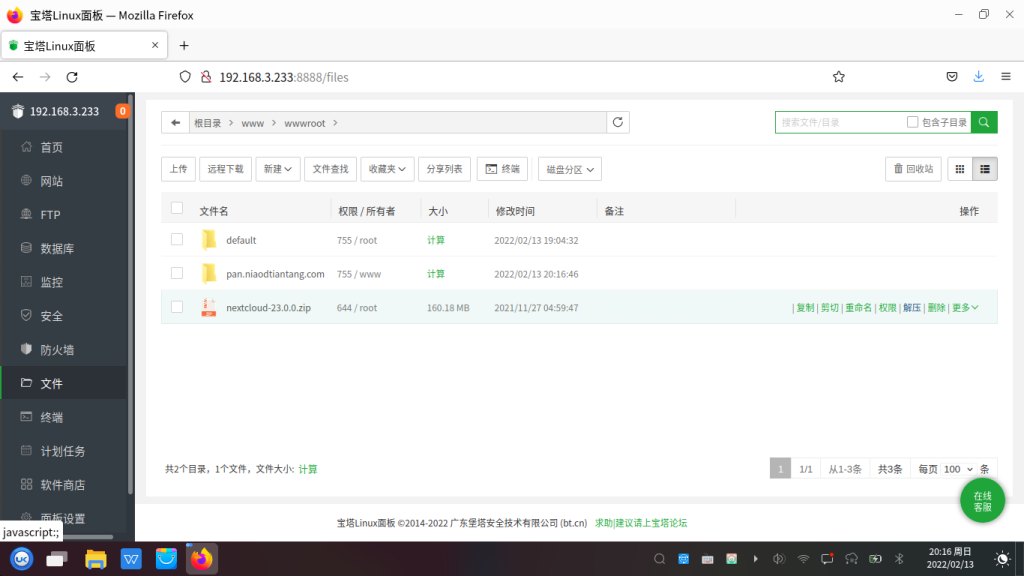 宝塔Linux面板 — Mozilla Firefox
宝塔Linux面板
192.168.3.233:8888/files
192.168.3.233
0
首页
网站
FTP
数据库
监控
安全
防火墙
文件
终端
计划任务
软件商店
面板设置
javascript:;
根目录 www wwwroot
搜索文件/目录 包含子目录
上传 远程下载 新建 文件查找 收藏夹 分享列表 终端 磁盘分区 回收站
文件名 权限 / 所有者 大小 修改时间 备注 操作
default 755 / root 计算 2022/02/13 19:04:32
pan.niaodtiantang.com 755 / www 计算 2022/02/13 20:16:46
nextcloud-23.0.0.zip 644 / root 160.18 MB 2021/11/27 04:59:47 | 复制 | 剪切 | 重命名 | 权限 | 解压 | 删除 | 更多
共2个目录，1个文件，文件大小: 计算
1 1/1 从1-3条 共3条 每页 100 条
在线
客服
宝塔Linux面板 ©2014-2022 广东堡塔安全技术有限公司 (bt.cn) 求助|建议请上宝塔论坛
20:16 周日
2022/02/13